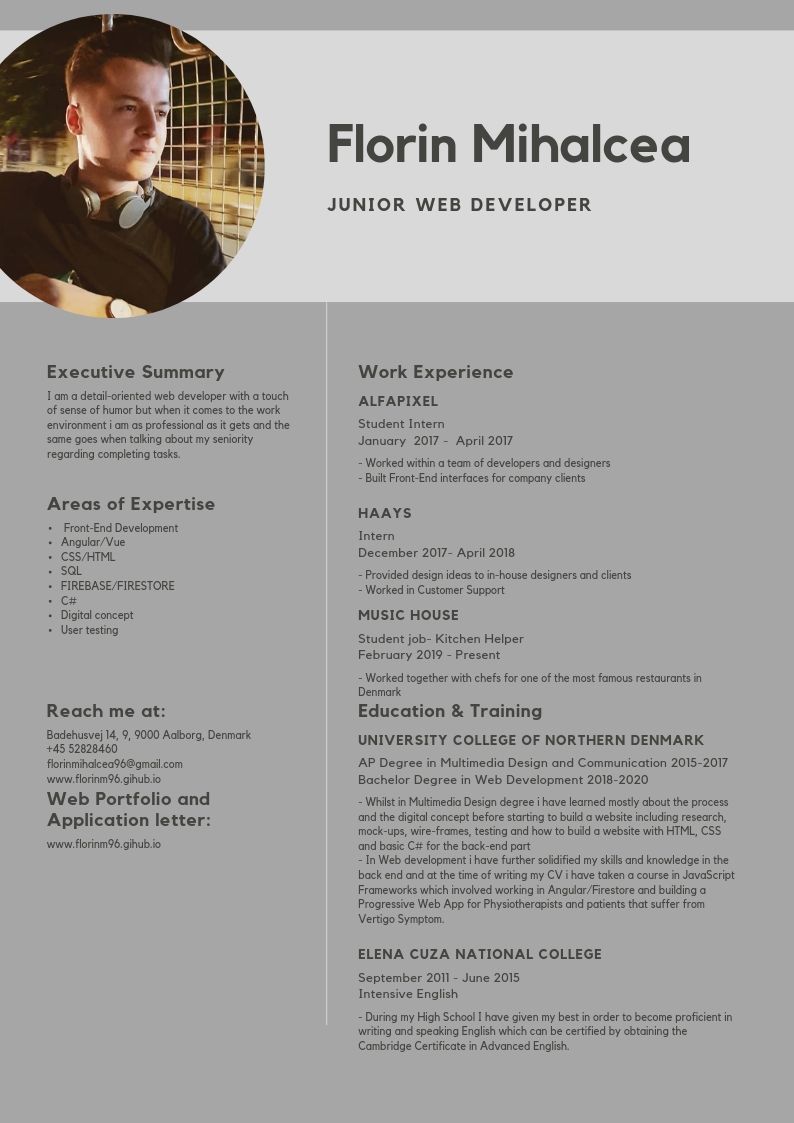 Florin Mihalcea
JUNIOR WEB DEVELOPER
Executive Summary
I am a detail-oriented web developer with a touch
of sense of humor but when it comes to the work
environment i am as professional as it gets and the
same goes when talking about my seniority
regarding completing tasks.
Areas of Expertise
• Front-End Development
• Angular/Vue
• CSS/HTML
• SQL
• FIREBASE/FIRESTORE
• C#
• Digital concept
• User testing
Reach me at:
Badehusvej 14, 9, 9000 Aalborg, Denmark
+45 52828460
florinmihalcea96@gmail.com
www.florinm96.gihub.io
Web Portfolio and
Application letter:
www.florinm96.gihub.io
Work Experience
ALFAPIXEL
Student Intern
January 2017 - April 2017
- Worked within a team of developers and designers
- Built Front-End interfaces for company clients
HAAYS
Intern
December 2017- April 2018
- Provided design ideas to in-house designers and clients
- Worked in Customer Support
MUSIC HOUSE
Student job- Kitchen Helper
February 2019 - Present
- Worked together with chefs for one of the most famous restaurants in
Denmark
Education & Training
UNIVERSITY COLLEGE OF NORTHERN DENMARK
AP Degree in Multimedia Design and Communication 2015-2017
Bachelor Degree in Web Development 2018-2020
- Whilst in Multimedia Design degree i have learned mostly about the process
and the digital concept before starting to build a website including research,
mock-ups, wire-frames, testing and how to build a website with HTML, CSS
and basic C# for the back-end part
- In Web development i have further solidified my skills and knowledge in the
back end and at the time of writing my CV i have taken a course in JavaScript
Frameworks which involved working in Angular/Firestore and building a
Progressive Web App for Physiotherapists and patients that suffer from
Vertigo Symptom.
ELENA CUZA NATIONAL COLLEGE
September 2011 - June 2015
Intensive English
- During my High School I have given my best in order to become proficient in
writing and speaking English which can be certified by obtaining the
Cambridge Certificate in Advanced English.